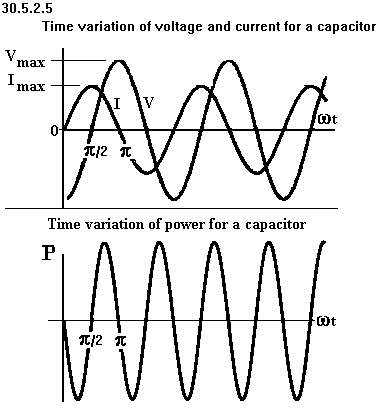 30.5.2.5
Time variation of voltage and current for a capacitor
Vmax
Imax
I V
0
ωt
π/2 π
Time variation of power for a capacitor
P
ωt
π/2 π